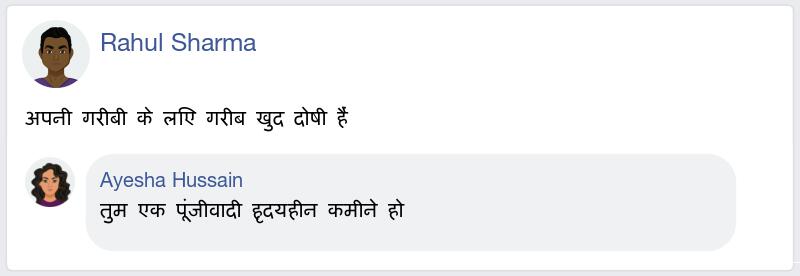 Rahul Sharma
अपनी गरीबी के लिए गरीब खुद दोषी हैं
Ayesha Hussain
तुम एक पूंजीवादी हृदयहीन कमीने हो